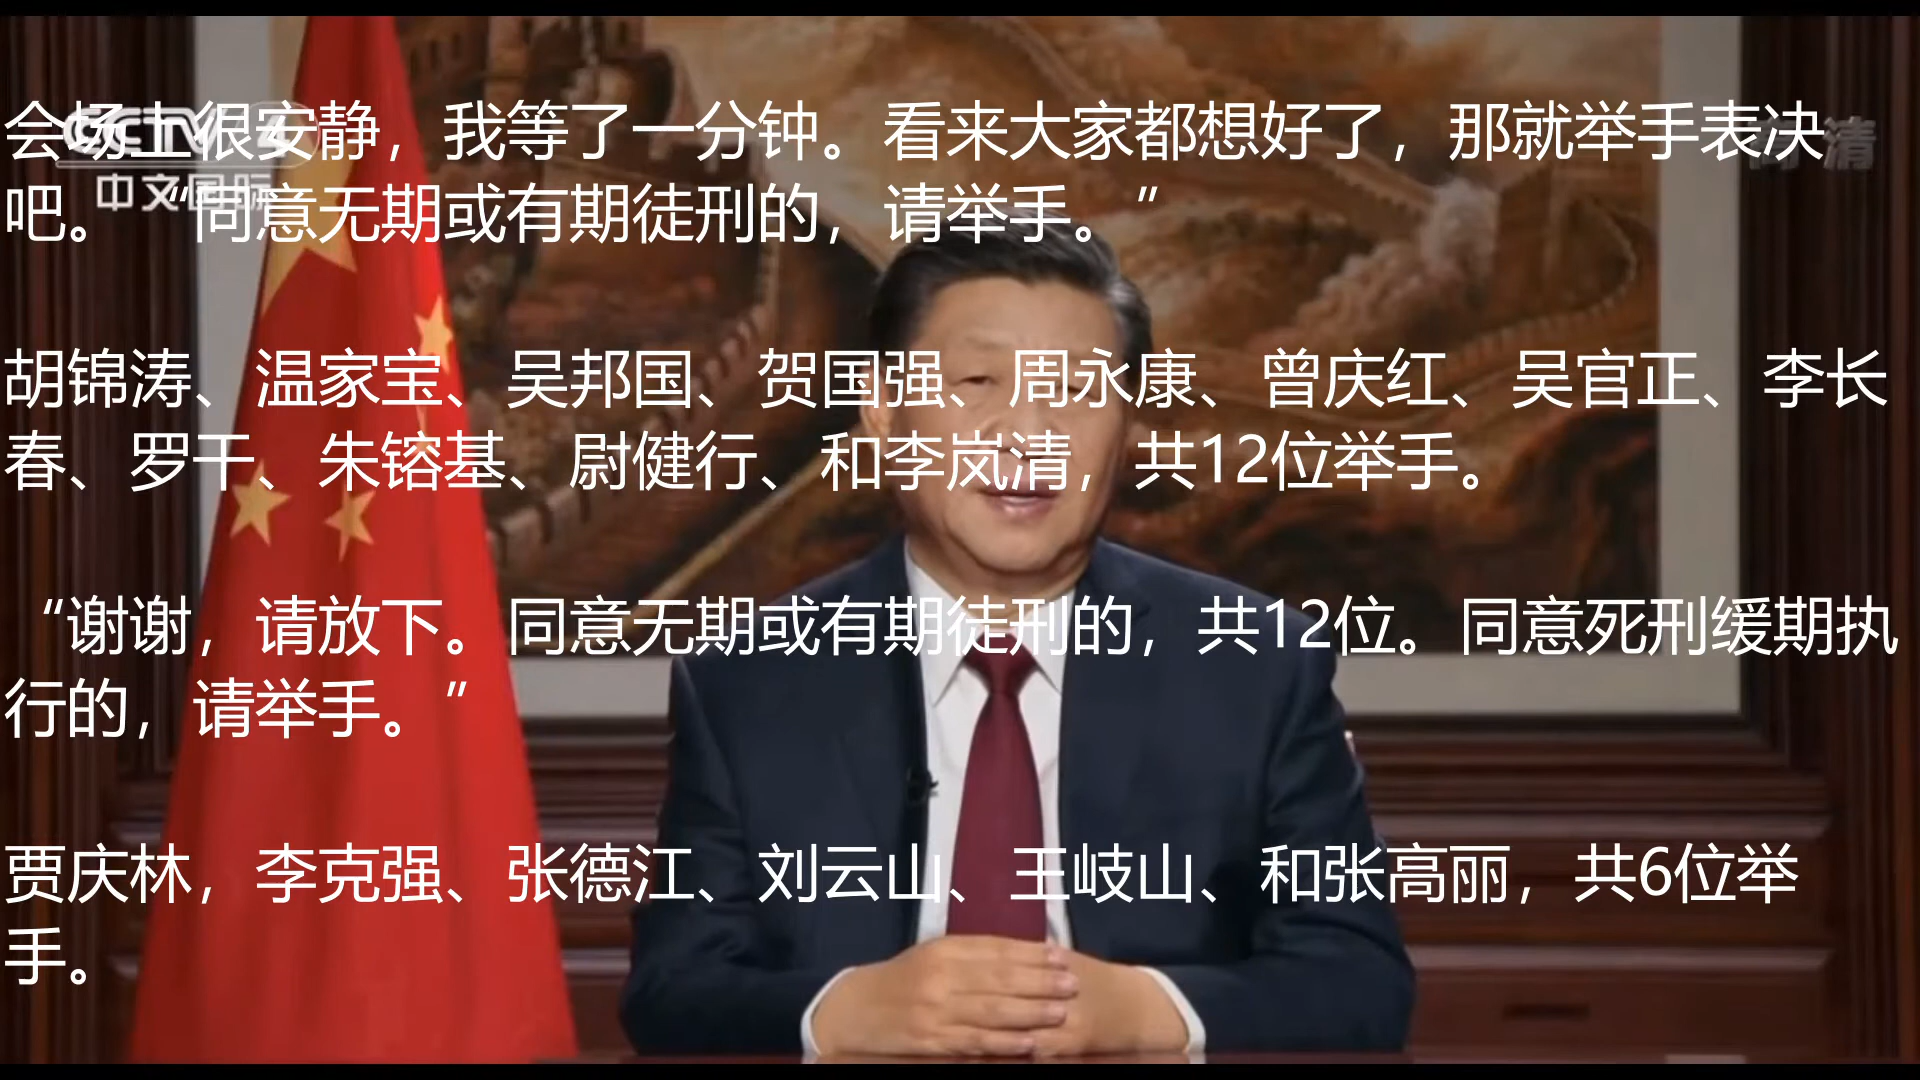 会场上很安静，我等了一分钟。看来大家都想好了，那就举手表决
吧。“同意无期或有期徒刑的，请举手。”
胡锦涛、温家宝、吴邦国、贺国强、周永康、曾庆红、吴官正、李长
春、罗干、朱镕基、尉健行、和李岚清，共12位举手。
“谢谢，请放下。同意无期或有期徒刑的，共12位。同意死刑缓期执
行的，请举手。”
贾庆林，李克强、张德江、刘云山、王岐山、和张高丽，共6位举
手。
CCTV 4
中文国际
清